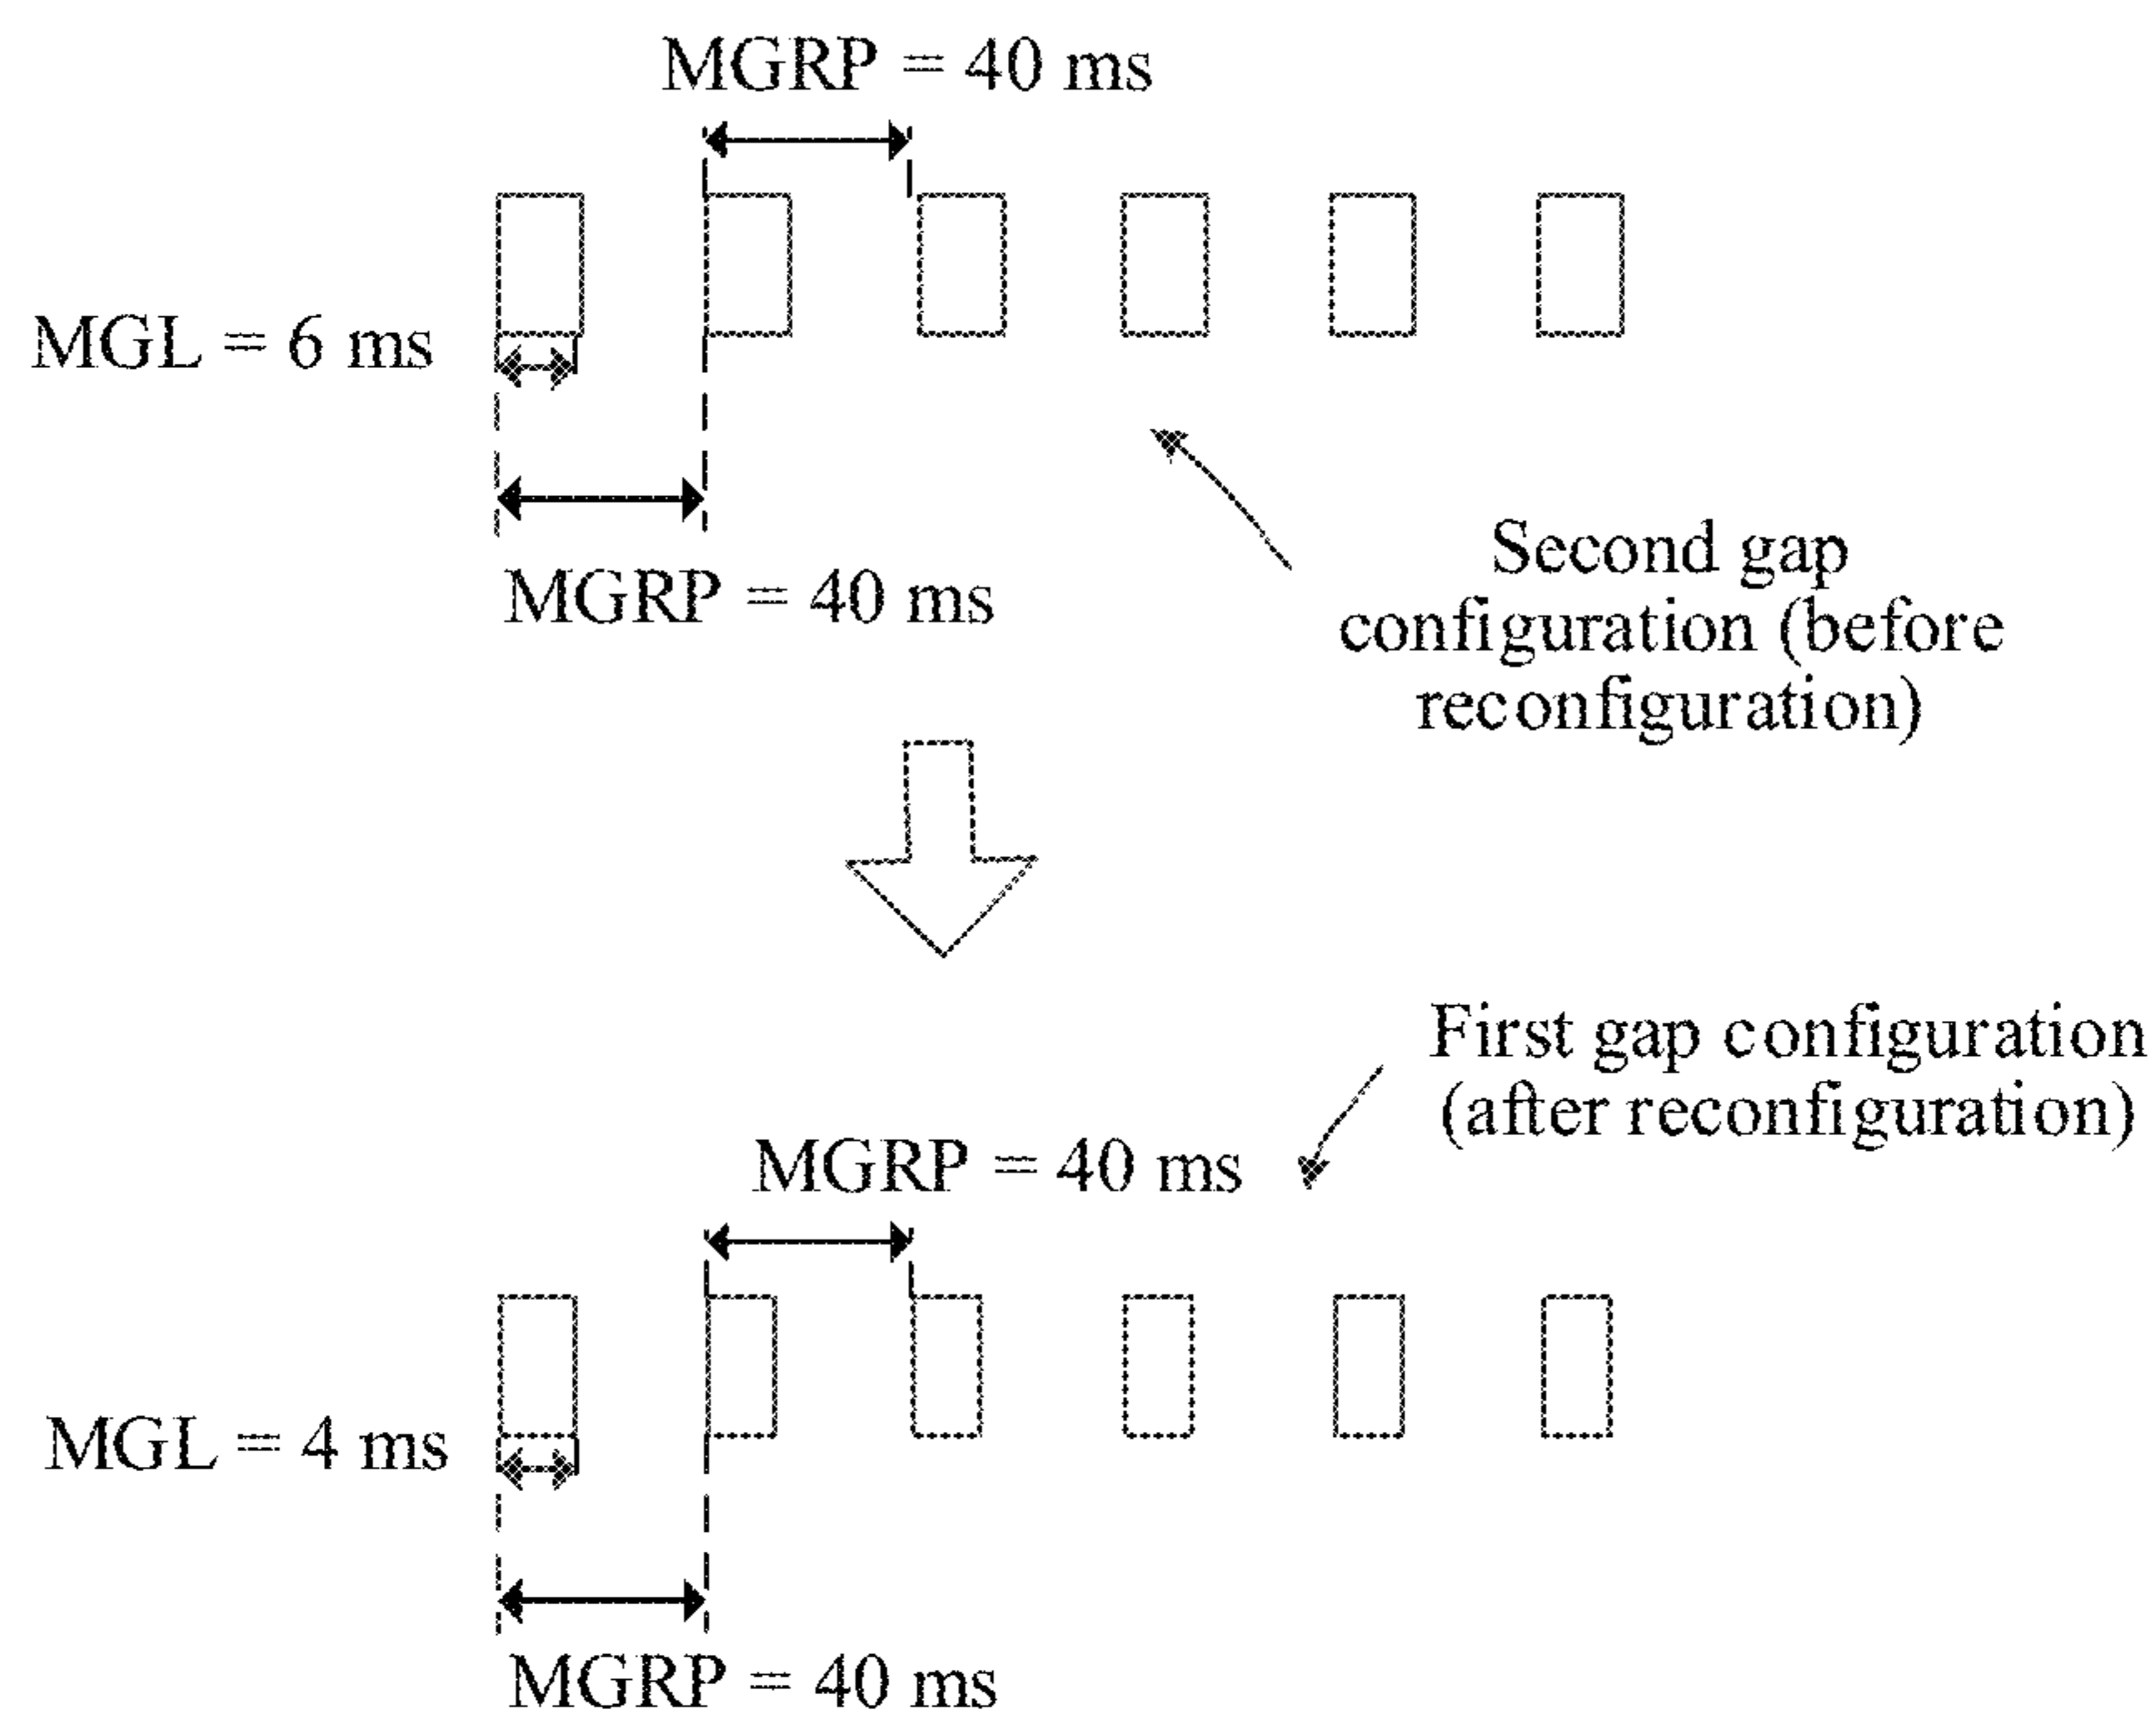 MGRP = 40 ms
MGL = 6 ms
MGRP = 40 ms
Second gap
configuration (before
reconfiguration)
First gap configuration
(after reconfiguration)
MGRP = 40 ms
MGL = 4 ms
MGRP = 40 ms